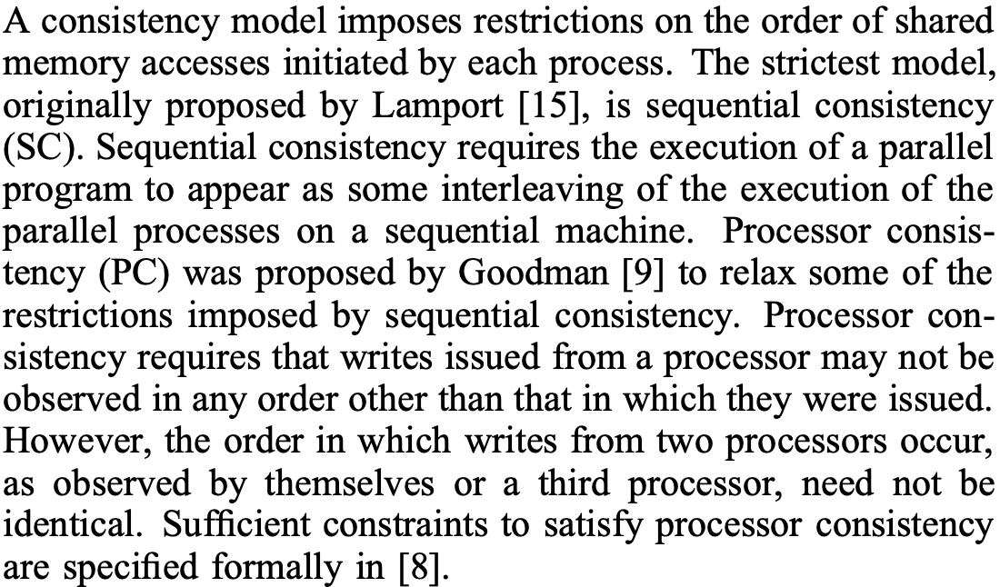 A consistency model imposes restrictions on the order of shared
memory accesses initiated by each process. The strictest model,
originally proposed by Lamport [15], is sequential consistency
(SC). Sequential consistency requires the execution of a parallel
program to appear as some interleaving of the execution of the
parallel processes on a sequential machine. Processor consis-
tency (PC) was proposed by Goodman [9] to relax some of the
restrictions imposed by sequential consistency. Processor con-
sistency requires that writes issued from a processor may not be
observed in any order other than that in which they were issued.
However, the order in which writes from two processors occur,
as observed by themselves or a third processor, need not be
identical. Sufficient constraints to satisfy processor consistency
are specified formally in [8].